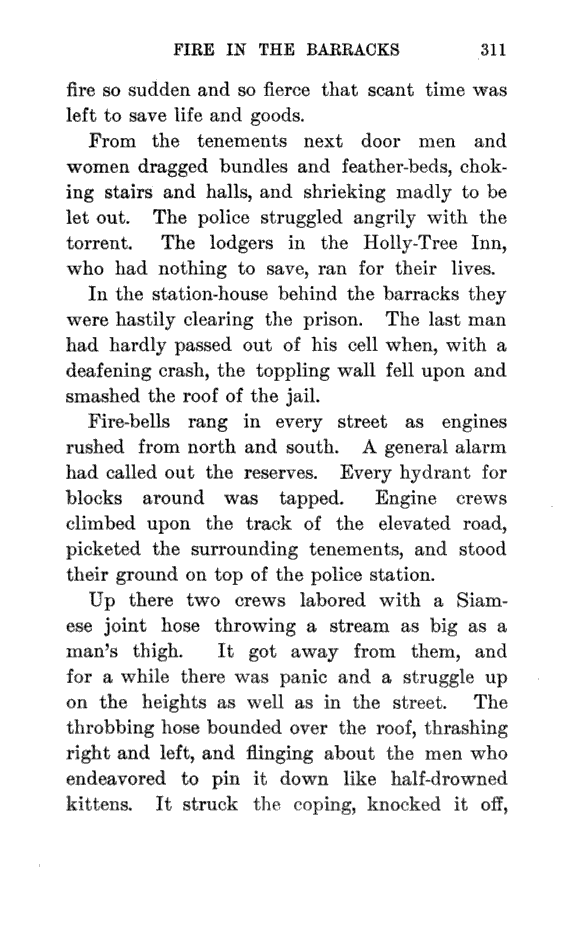 FIRE IN THE BARRACKS 311
fire so sudden and so fierce that scant time was
left to save life and goods.
From the tenements next door men and
women dragged bundles and feather-beds, chok-
ing stairs and halls, and shrieking madly to be
let out. The police struggled angrily with the
torrent. The lodgers in the Holly-Tree Inn,
who had nothing to save, ran for their lives.
In the station-house behind the barracks they
were hastily clearing the prison. The last man
had hardly passed out of his cell when, with a
deafening crash, the toppling wall fell upon and
smashed the roof of the jail.
Fire-bells rang in every street as engines
rushed from north and south. A general alarm
had called out the reserves. Every hydrant for
blocks around was tapped. Engine crews
climbed upon the track of the elevated road,
picketed the surrounding tenements, and stood
their ground on top of the police station.
Up there two crews labored with a Siam-
ese joint hose throwing a stream as big as a
man's thigh. It got away from them, and
for a while there was panic and a struggle up
on the heights as well as in the street. The
throbbing hose bounded over the roof, thrashing
right and left, and flinging about the men who
endeavored to pin it down like half-drowned
kittens. It struck the coping, knocked it off,